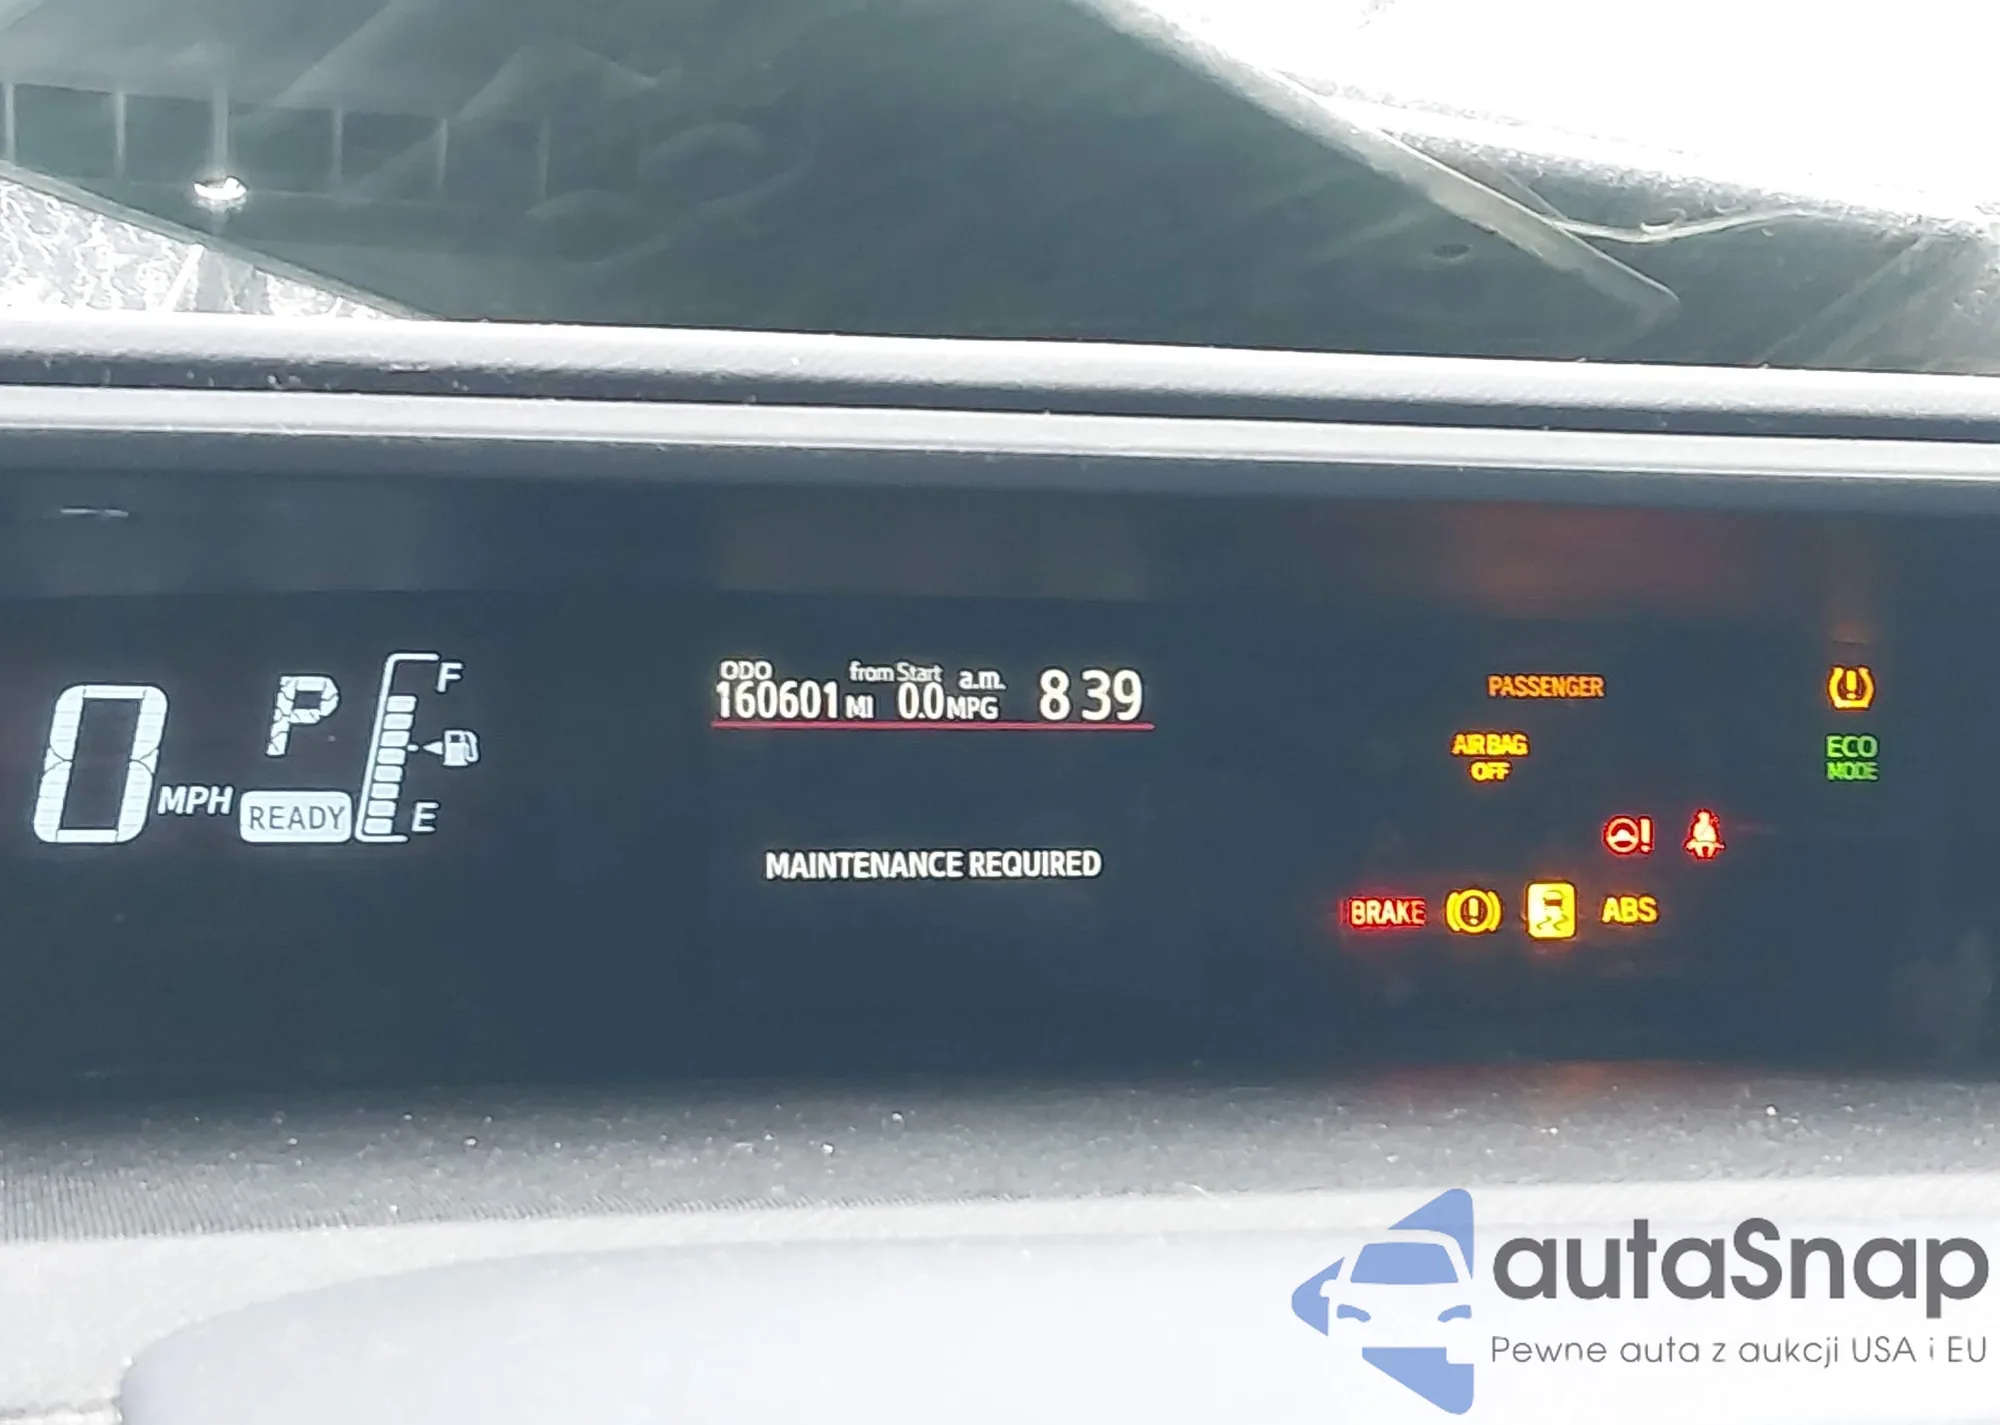 0 MPH
P
READY
F
E
ODO from Start a.m.
160601 MI 0.0 MPG 8 39
MAINTENANCE REQUIRED
PASSENGER
AIR BAG
OFF
ECO
MODE
BRAKE
ABS
autaSnap
Pewne auta z aukcji USA i EU